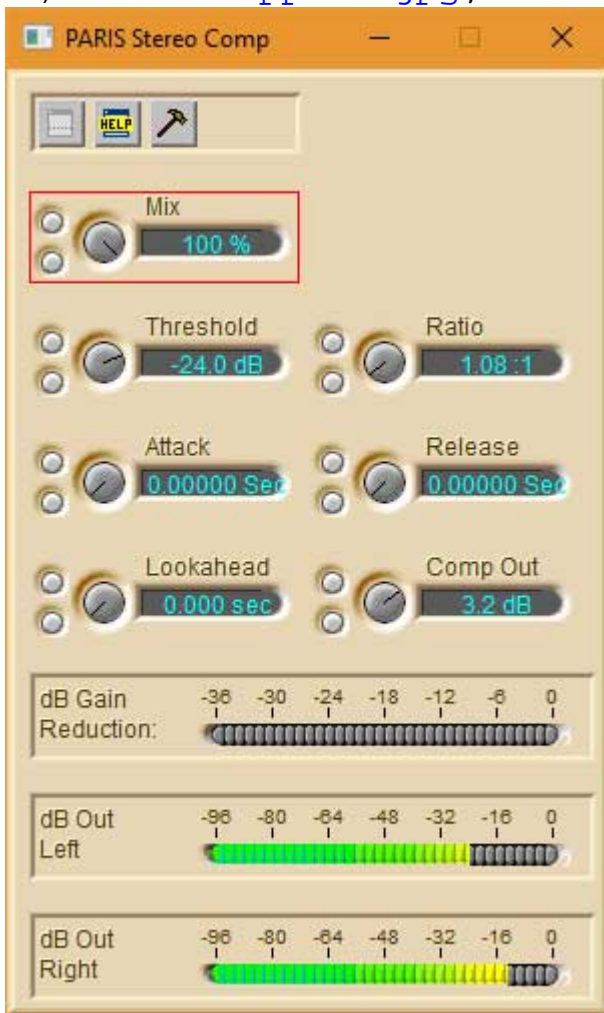 PARIS Stereo Comp
HELP
Mix
100 %
Threshold
-24.0 dB
Ratio
1.08 :1
Attack
0.00000 Sec
Release
0.00000 Sec
Lookahead
0.000 sec
Comp Out
3.2 dB
dB Gain
Reduction:
-36 -30 -24 -18 -12 -6 0
dB Out
Left
-96 -80 -64 -48 -32 -16 0
dB Out
Right
-96 -80 -64 -48 -32 -16 0